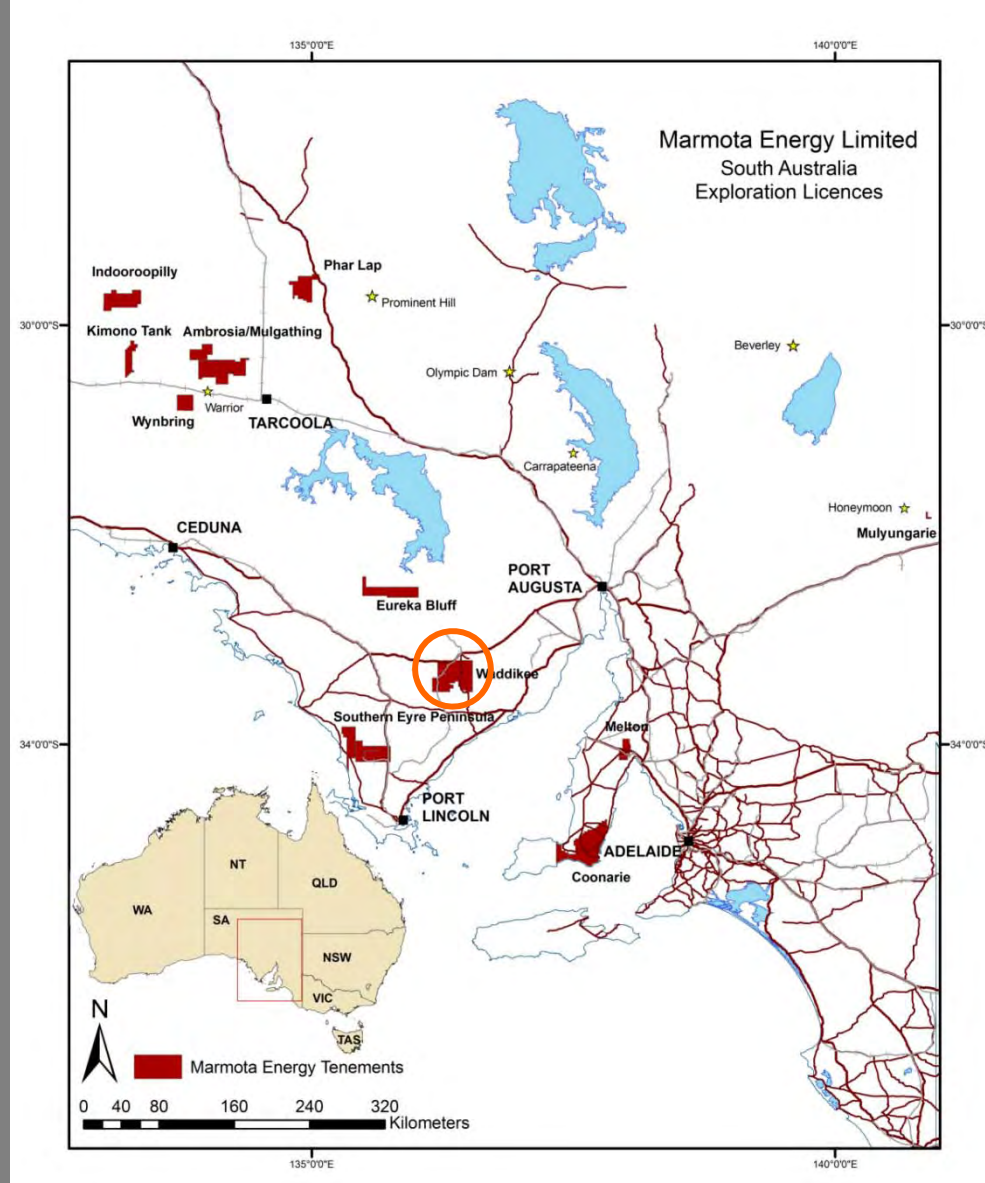 135°0'0"E
140°0'0"E
Marmota Energy Limited
South Australia
Exploration Licences
Indooroopilly
Phar Lap
Prominent Hill
30°0'0"S
30°0'0"S
Kimono Tank
Ambrosia/Mulgathing
Beverley
Olympic Dam
Warrior
Wynbring
TARCOOLA
Carrapateena
Honeymoon
CEDUNA
Mulyungarie
PORT
AUGUSTA
Eureka Bluff
Waddikee
Southern Eyre Peninsula
Melton
34°0'0"S
34°0'0"S
PORT
LINCOLN
ADELAIDE
Coonarie
NT
QLD
WA
SA
NSW
VIC
TAS
N
Marmota Energy Tenements
0 40 80 160 240 320
Kilometers
135°0'0"E
140°0'0"E